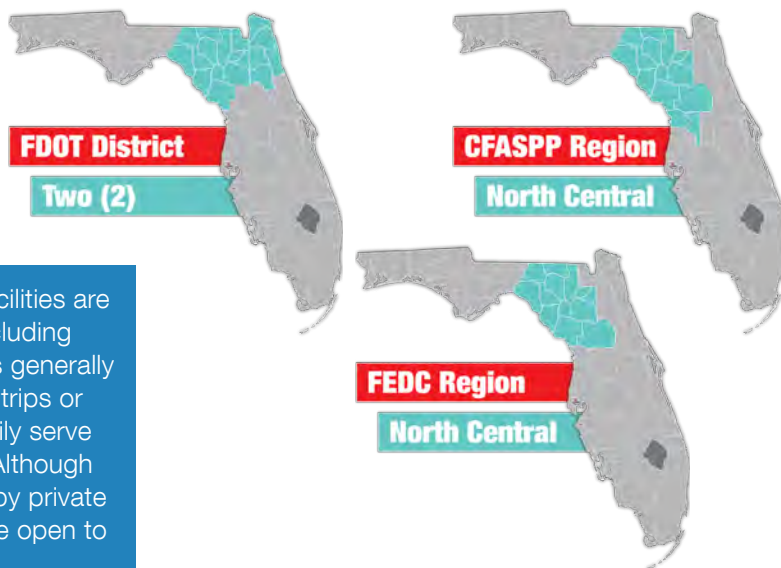 FDOT District
Two (2)
CFASPP Region
North Central
FEDC Region
North Central
cilities are
cluding
s generally
trips or
ily serve
Although
by private
e open to